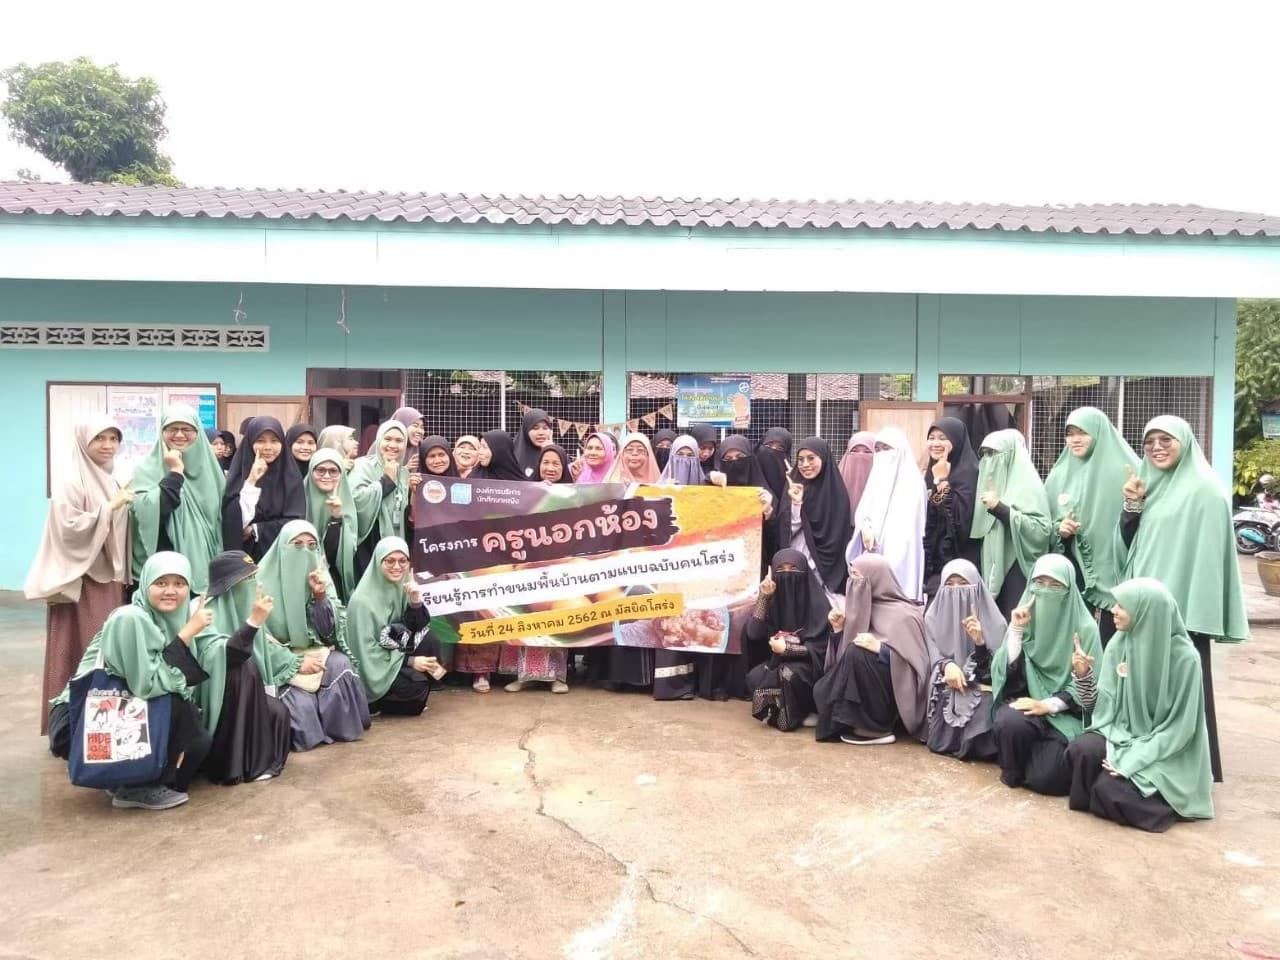 องค์การบริหาร
นักศึกษาหญิง
โครงการ ครูนอกห้อง
เรียนรู้การทำขนมพื้นบ้านตามแบบฉบับคนโสร่ง
วันที่ 24 สิงหาคม 2562 ณ มัสยิดโสร่ง
HIDE